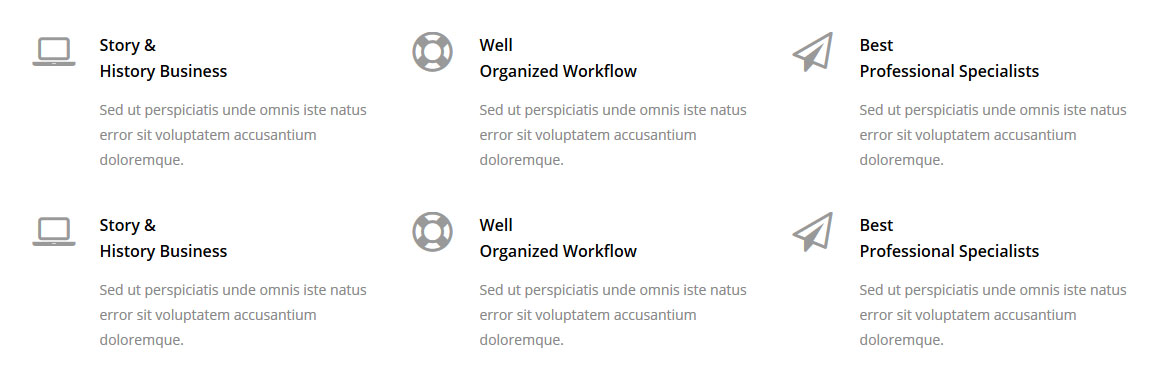 Story &
History Business
Sed ut perspiciatis unde omnis iste natus
error sit voluptatem accusantium
doloremque.
Well
Organized Workflow
Sed ut perspiciatis unde omnis iste natus
error sit voluptatem accusantium
doloremque.
Best
Professional Specialists
Sed ut perspiciatis unde omnis iste natus
error sit voluptatem accusantium
doloremque.
Story &
History Business
Sed ut perspiciatis unde omnis iste natus
error sit voluptatem accusantium
doloremque.
Well
Organized Workflow
Sed ut perspiciatis unde omnis iste natus
error sit voluptatem accusantium
doloremque.
Best
Professional Specialists
Sed ut perspiciatis unde omnis iste natus
error sit voluptatem accusantium
doloremque.